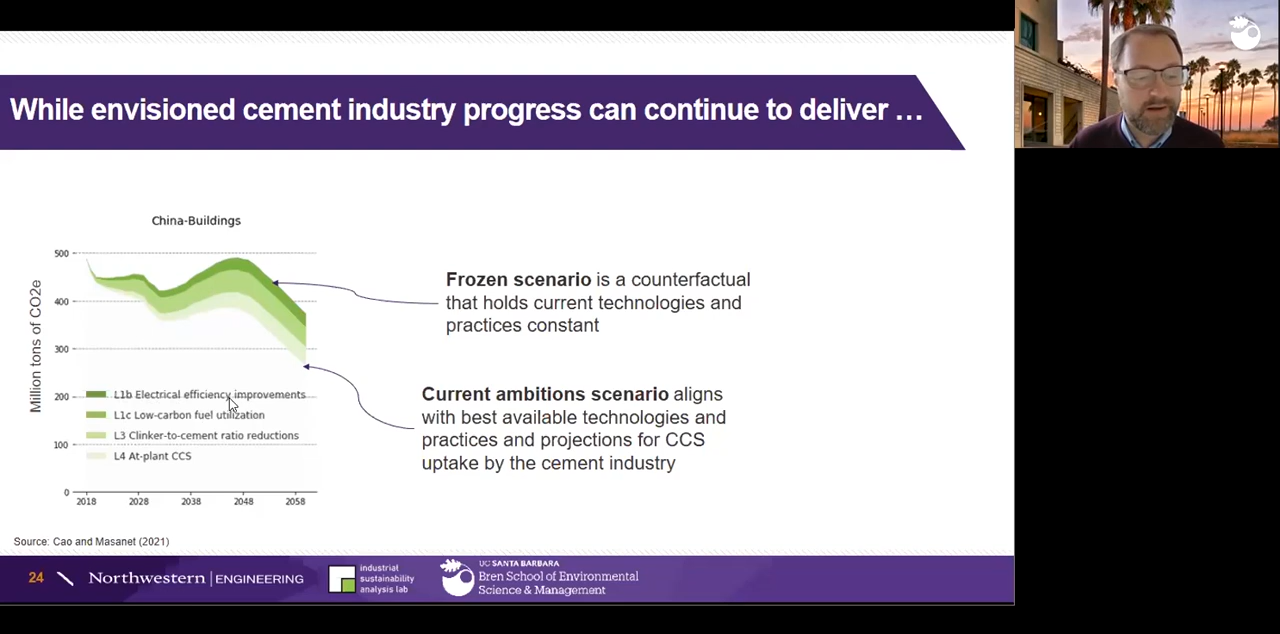 While envisioned cement industry progress can continue to deliver …
China-Buildings
Million tons of CO2e
500
400
300
200
100
0
2018
2028
2038
2048
2058
L1b Electrical efficiency improvements
L1c Low-carbon fuel utilization
L3 Clinker-to-cement ratio reductions
L4 At-plant CCS
Frozen scenario is a counterfactual
that holds current technologies and
practices constant
Current ambitions scenario aligns
with best available technologies and
practices and projections for CCS
uptake by the cement industry
Source: Cao and Masanet (2021)
24
Northwestern | ENGINEERING
industrial
sustainability
analysis lab
UC SANTA BARBARA
Bren School of Environmental
Science & Management